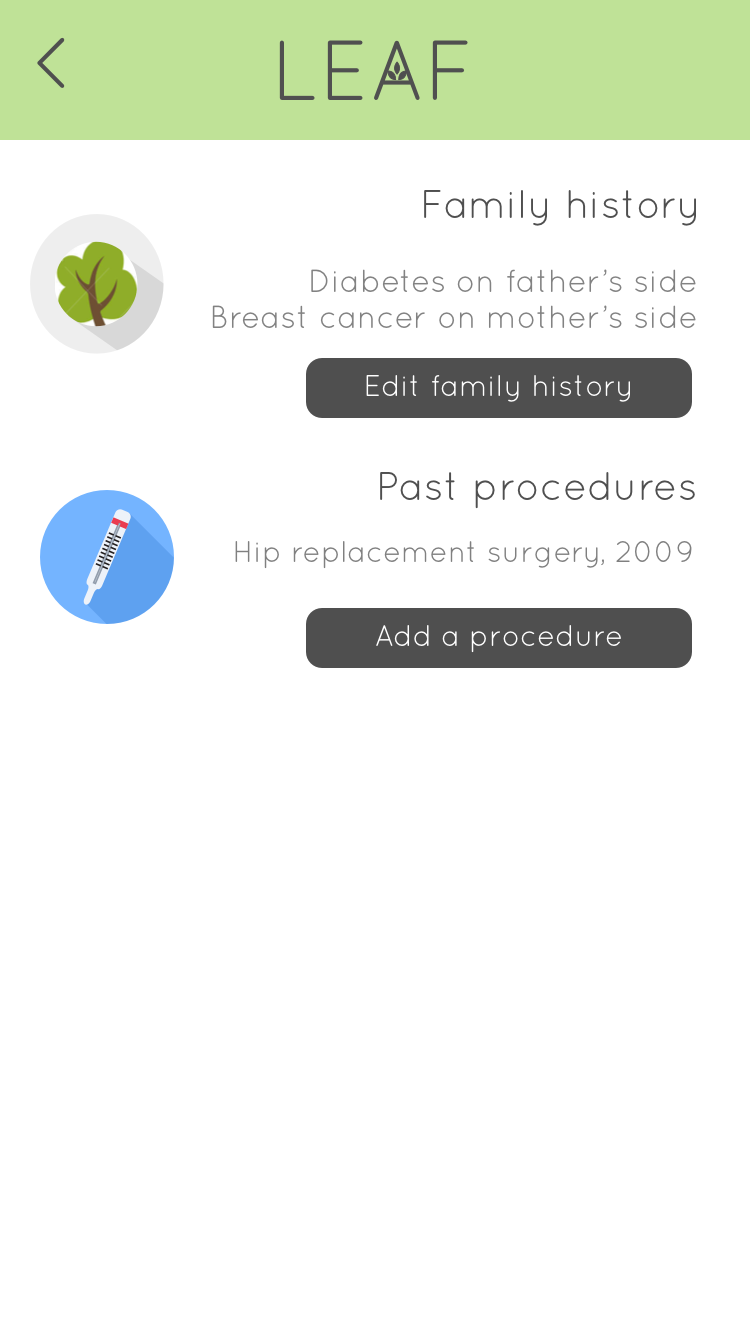 LEAF
Family history
Diabetes on father’s side
Breast cancer on mother’s side
Edit family history
Past procedures
Hip replacement surgery, 2009
Add a procedure